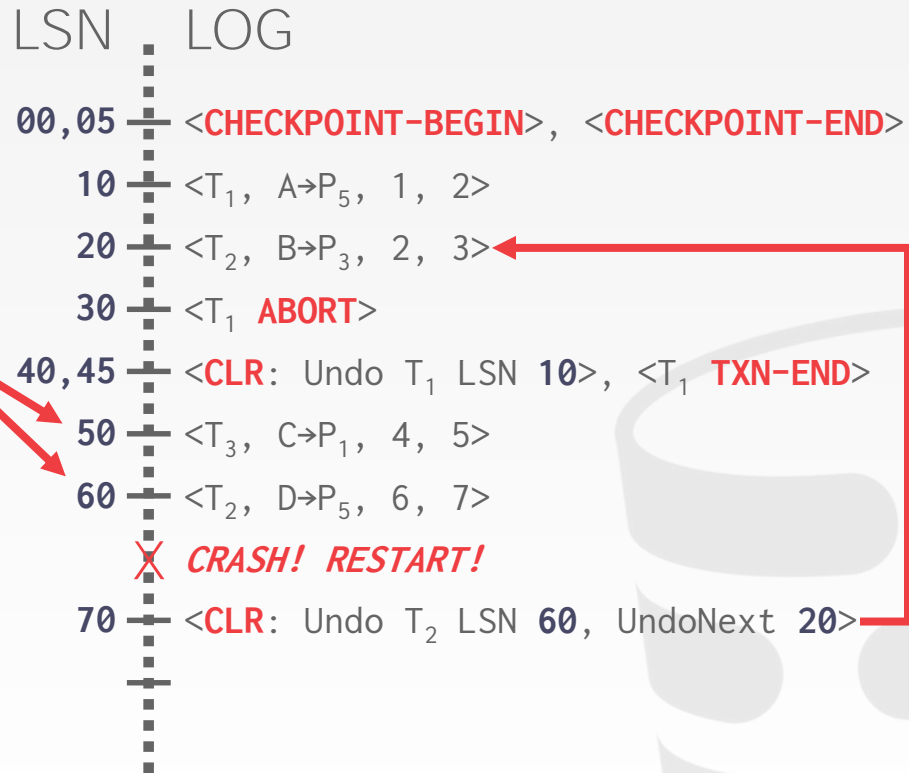 LSN LOG
00,05 <CHECKPOINT-BEGIN>, <CHECKPOINT-END>
10 <T₁, A→P₅, 1, 2>
20 <T₂, B→P₃, 2, 3>
30 <T₁ ABORT>
40,45 <CLR: Undo T₁ LSN 10>, <T₁ TXN-END>
50 <T₃, C→P₁, 4, 5>
60 <T₂, D→P₅, 6, 7>
X CRASH! RESTART!
70 <CLR: Undo T₂ LSN 60, UndoNext 20>